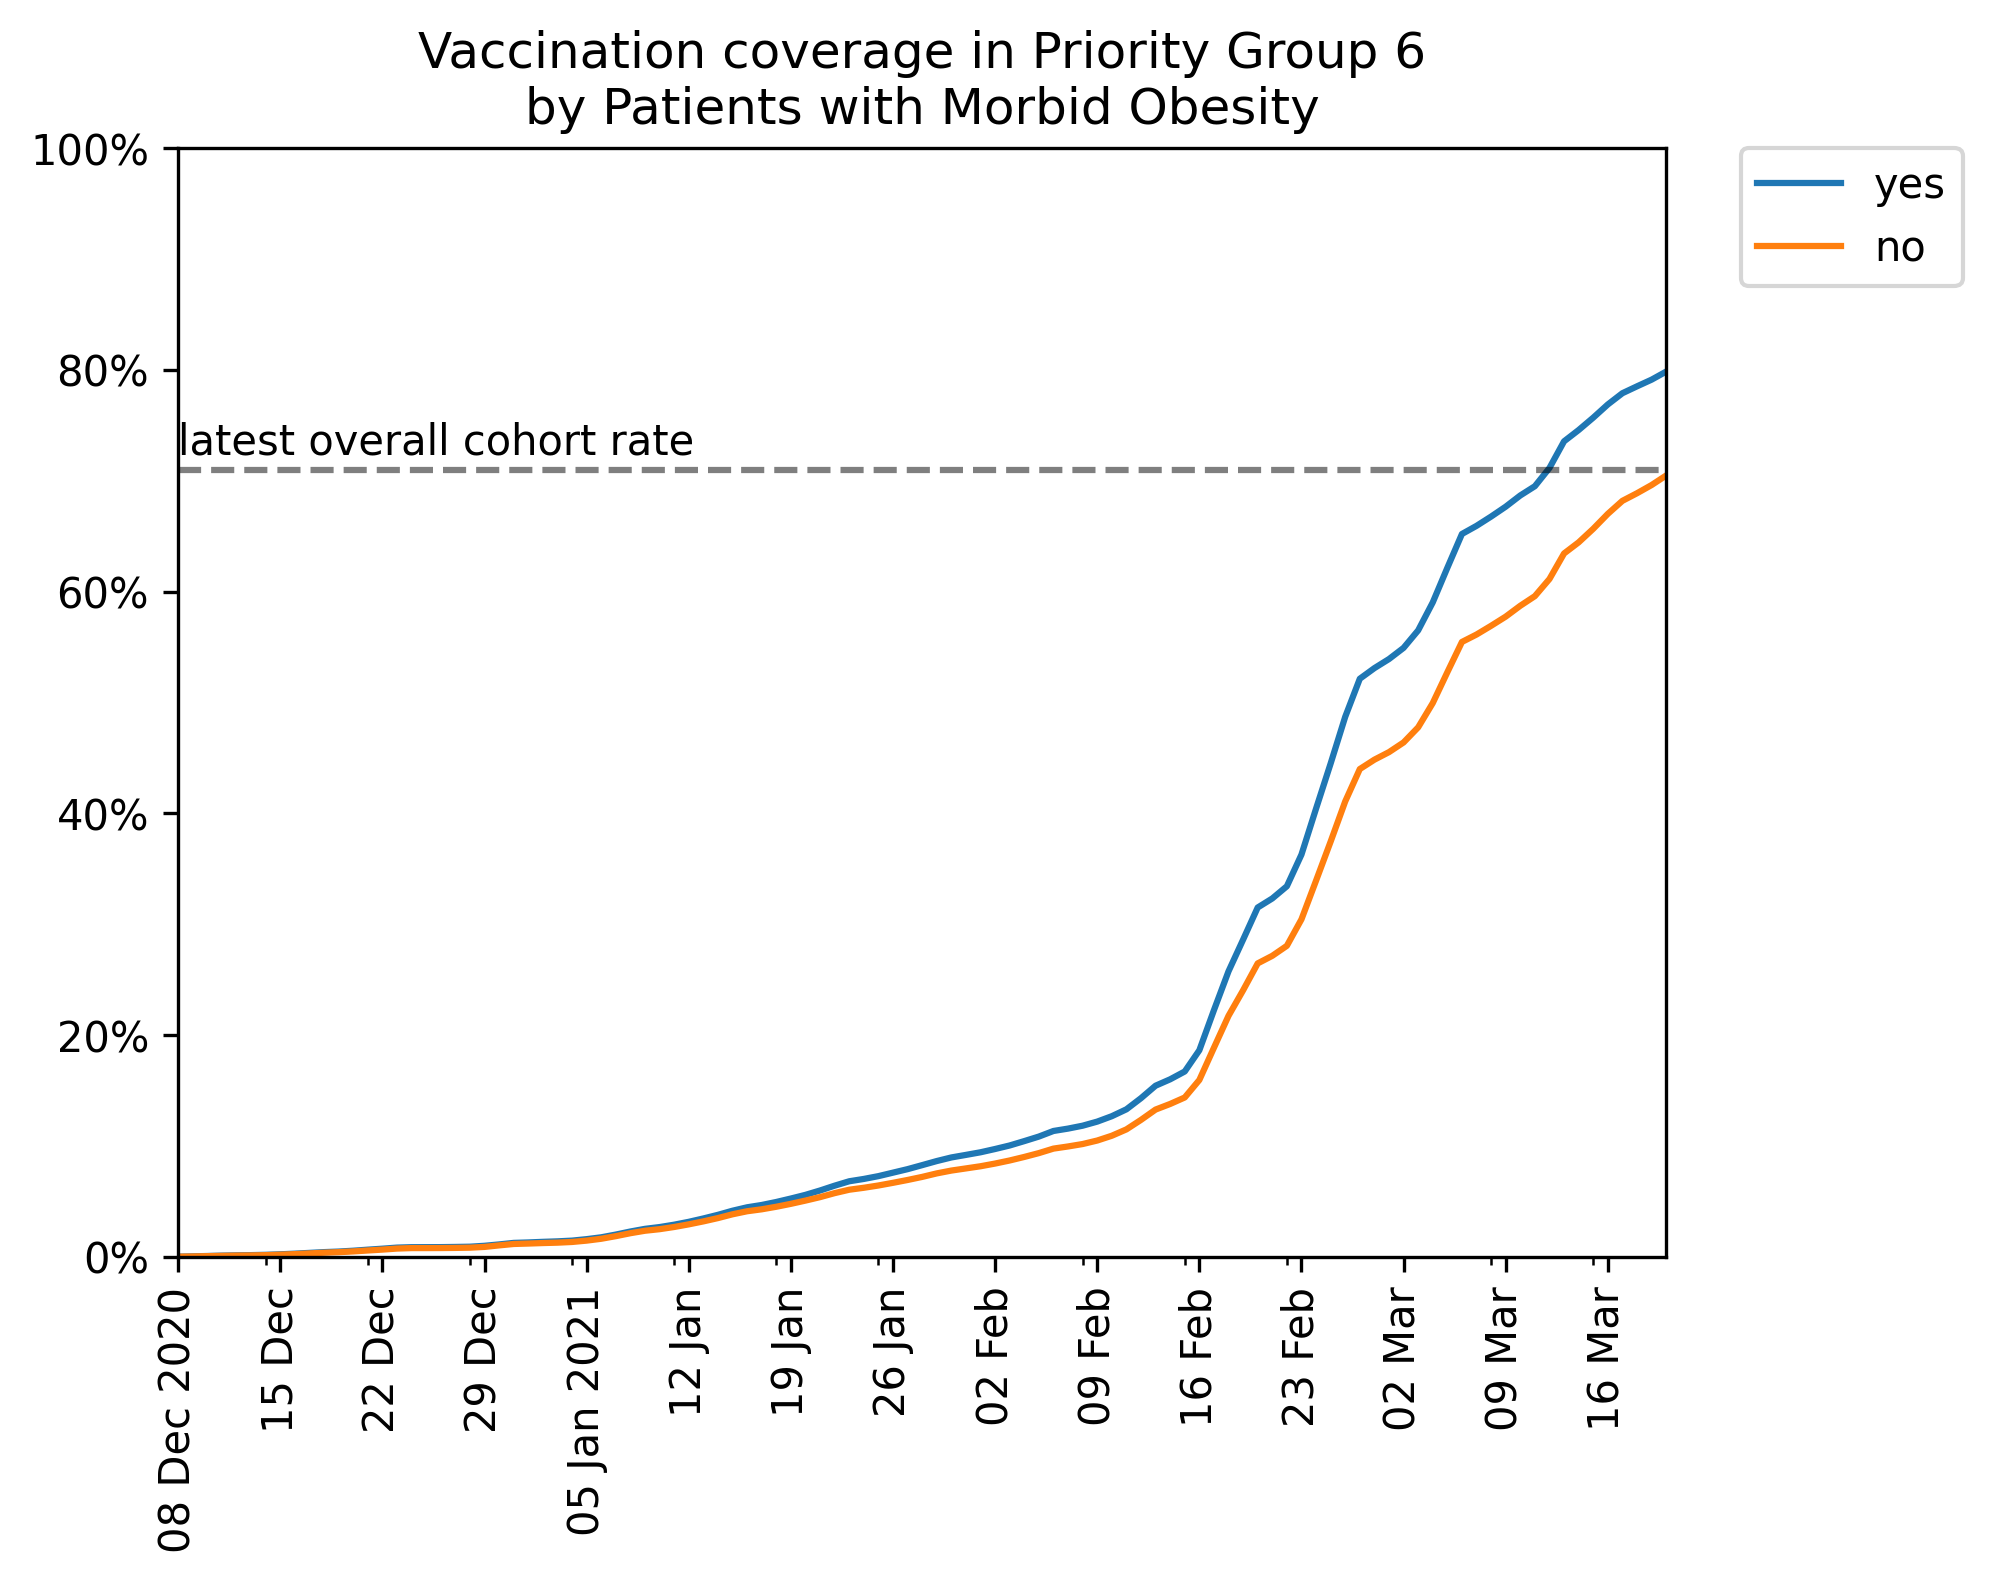 Vaccination coverage in Priority Group 6
by Patients with Morbid Obesity
100%
80%
60%
40%
20%
0%
latest overall cohort rate
yes
no
08 Dec 2020
15 Dec
22 Dec
29 Dec
05 Jan 2021
12 Jan
19 Jan
26 Jan
02 Feb
09 Feb
16 Feb
23 Feb
02 Mar
09 Mar
16 Mar